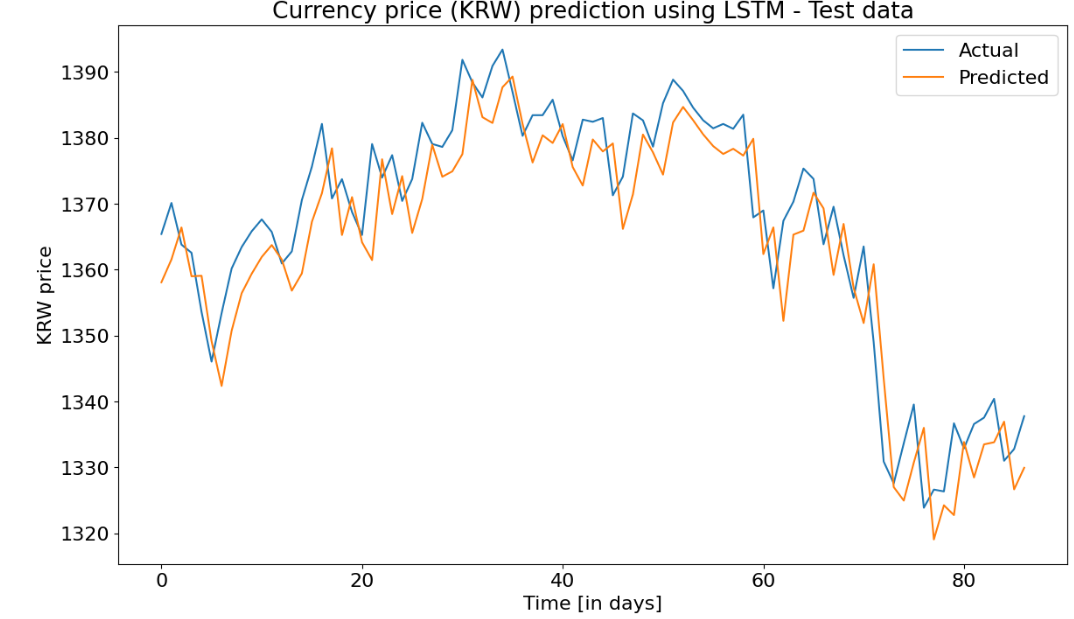 Currency price (KRW) prediction using LSTM - Test data
Actual
Predicted
KRW price
1390
1380
1370
1360
1350
1340
1330
1320
0 20 40 60 80
Time [in days]